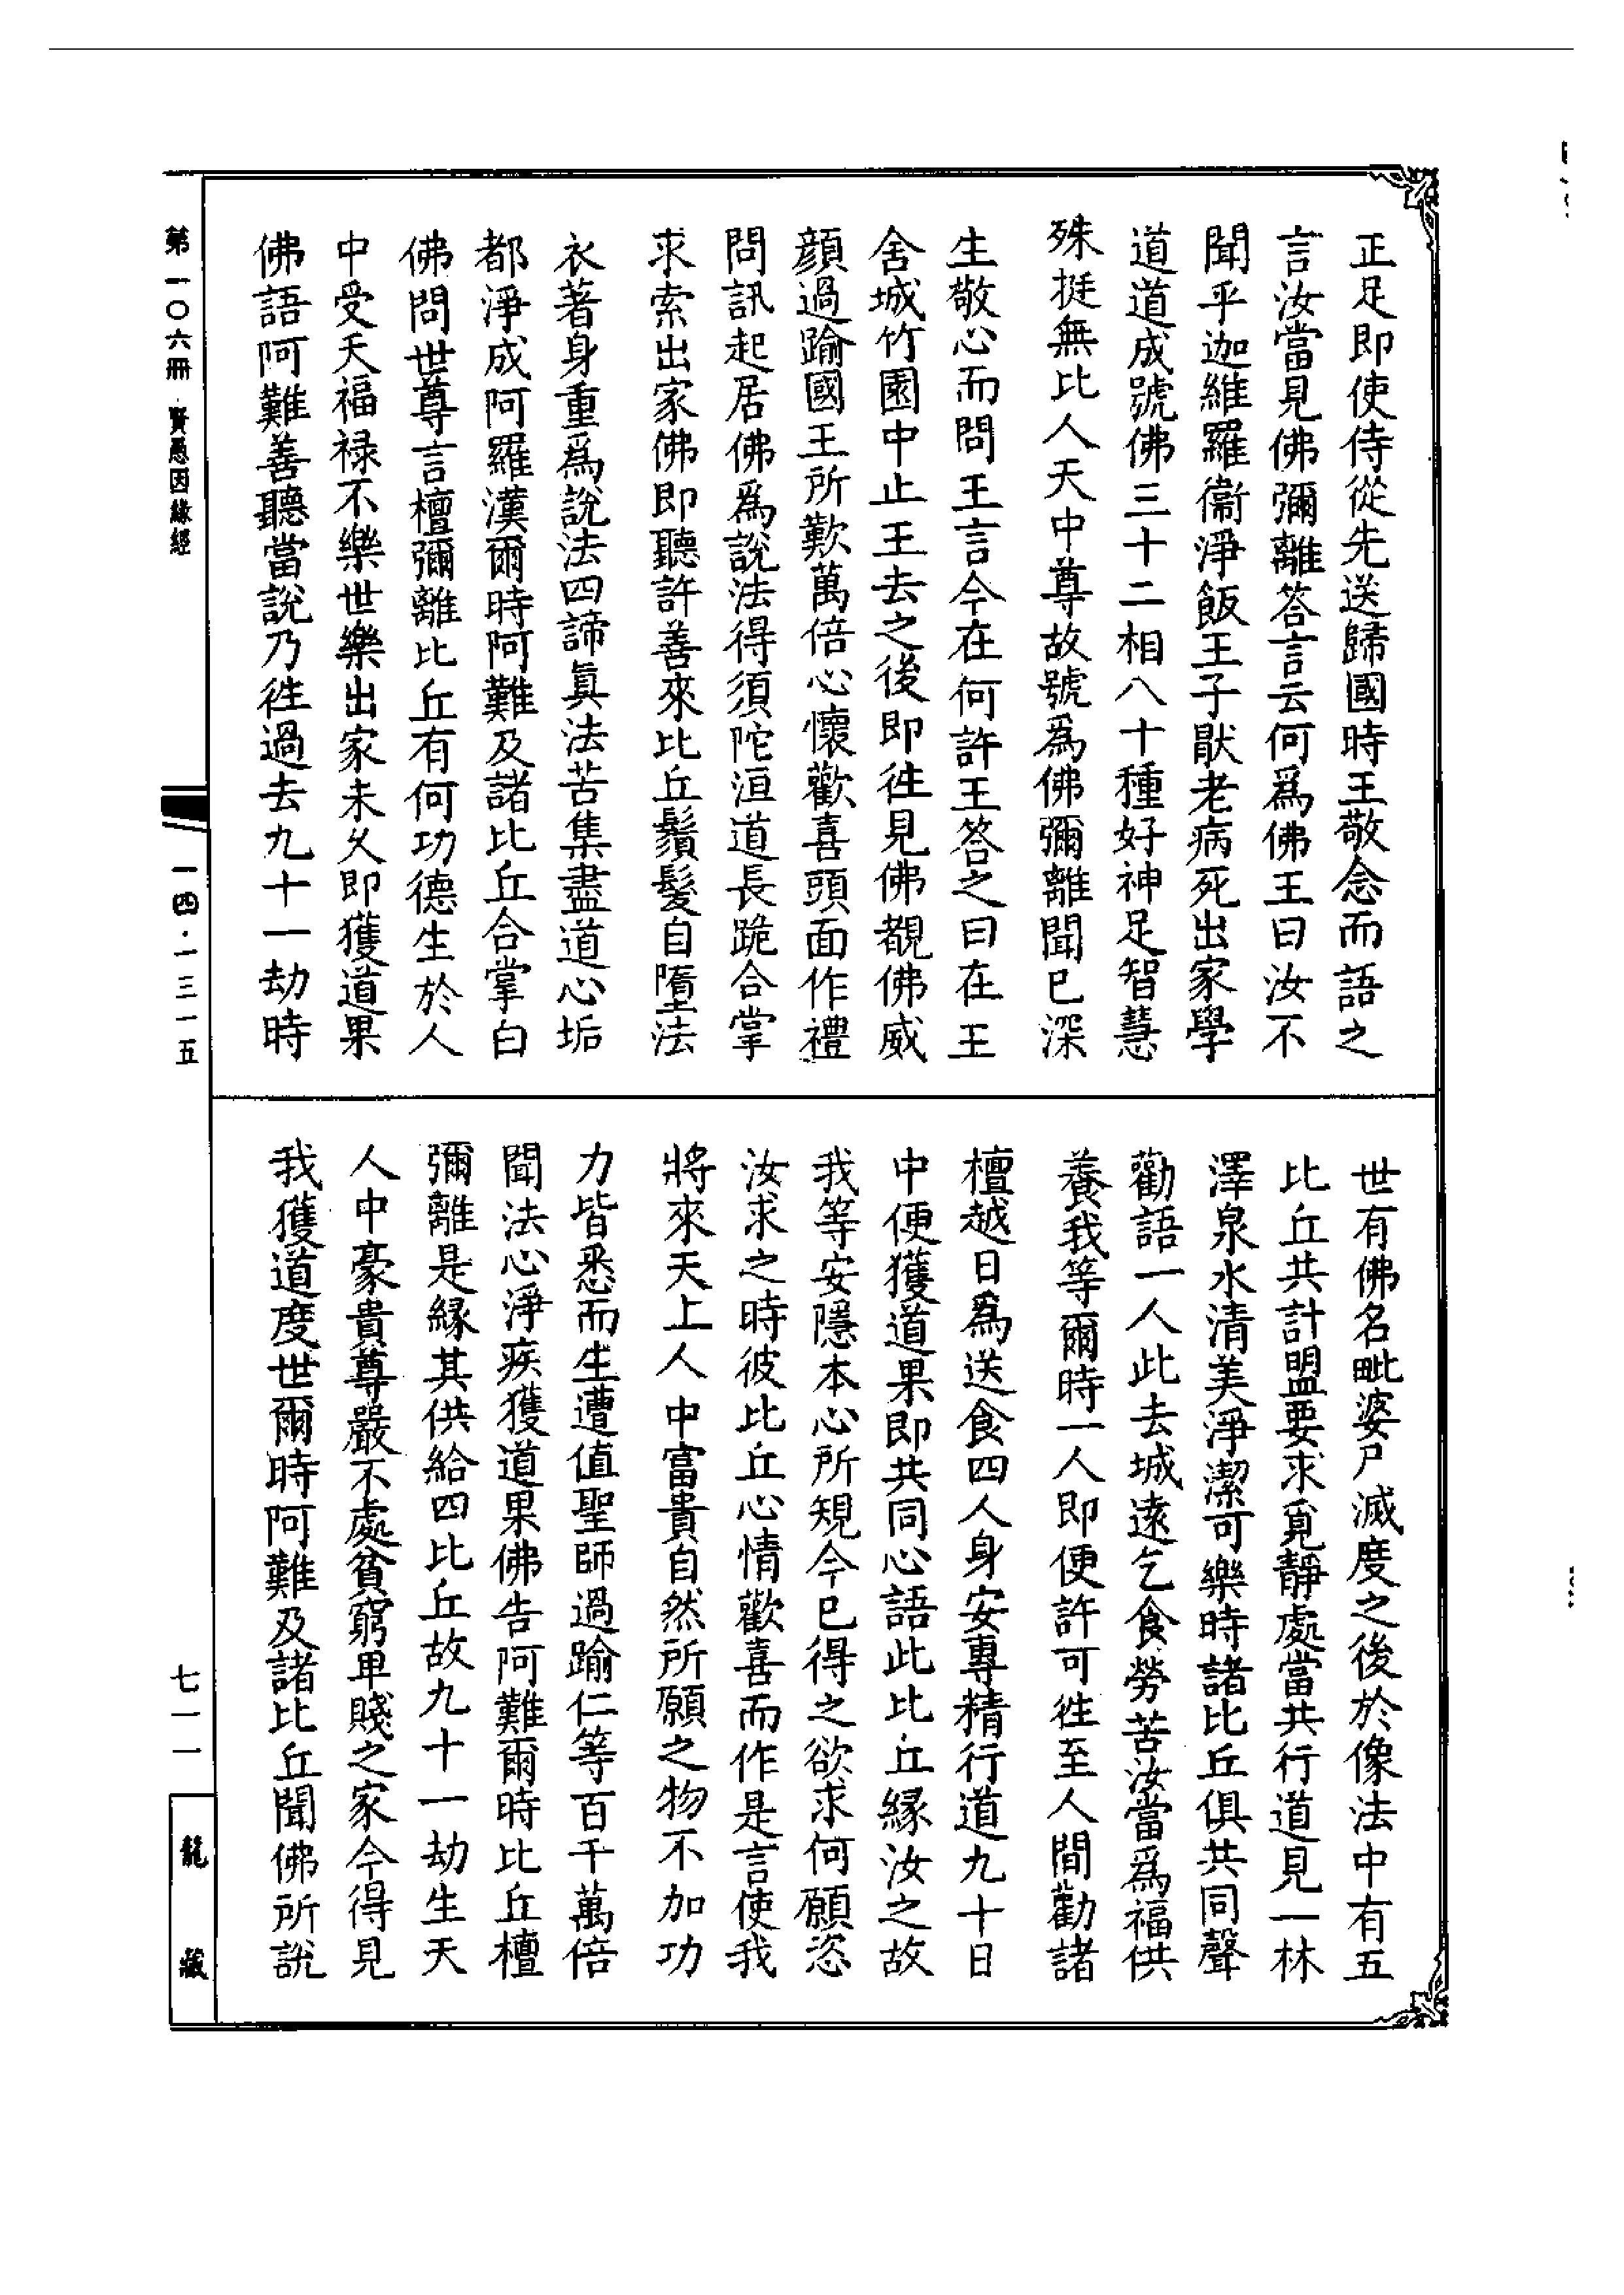 正足即使侍從先送歸國時王敬念而語之
言汝當見佛彌離答言云何爲佛王曰汝不
聞乎迦維羅衞淨飯王子猒老病死出家學
道道成號佛三十二相八十種好神足智慧
殊挺無比人天中尊故號爲佛彌離聞已深
生敬心而問王言今在何許王答之曰在王
舍城竹園中止王去之後即徃見佛覩佛威
顔過踰國王所歎萬倍心懷歡喜頭面作禮
問訊起居佛爲說法得須陀洹道長跪合掌
求索出家佛即聽許善來比丘鬚髮自墮法
衣著身重爲說法四諦眞法苦集盡道心垢
都淨成阿羅漢爾時阿難及諸比丘合掌白
佛問世尊言檀彌離比丘有何功德生於人
中受天福祿不樂世樂出家未久即獲道果
佛語阿難善聽當說乃徃過去九十一劫時
世有佛名毗婆尸滅度之後於像法中有五
比丘共計盟要求覓靜處當共行道見一林
澤泉水清美淨潔可樂時諸比丘俱共同聲
勸語一人此去城遠乞食勞苦汝當爲福供
養我等爾時一人即便許可徃至人間勸諸
檀越日爲送食四人身安專精行道九十日
中便獲道果即共同心語此比丘緣汝之故
我等安隱本心所規今已得之欲求何願恣
汝求之時彼比丘心情歡喜而作是言使我
將來天上人中富貴自然所願之物不加功
力皆悉而生遭值聖師過踰仁等百千萬倍
聞法心淨疾獲道果佛告阿難爾時比丘檀
彌離是緣其供給四比丘故九十一劫生天
人中豪貴尊嚴不處貧窮卑賤之家今得見
我獲道度世爾時阿難及諸比丘聞佛所說
第一〇六冊 賢愚因緣經
一四·一三一五
七一一
龍藏